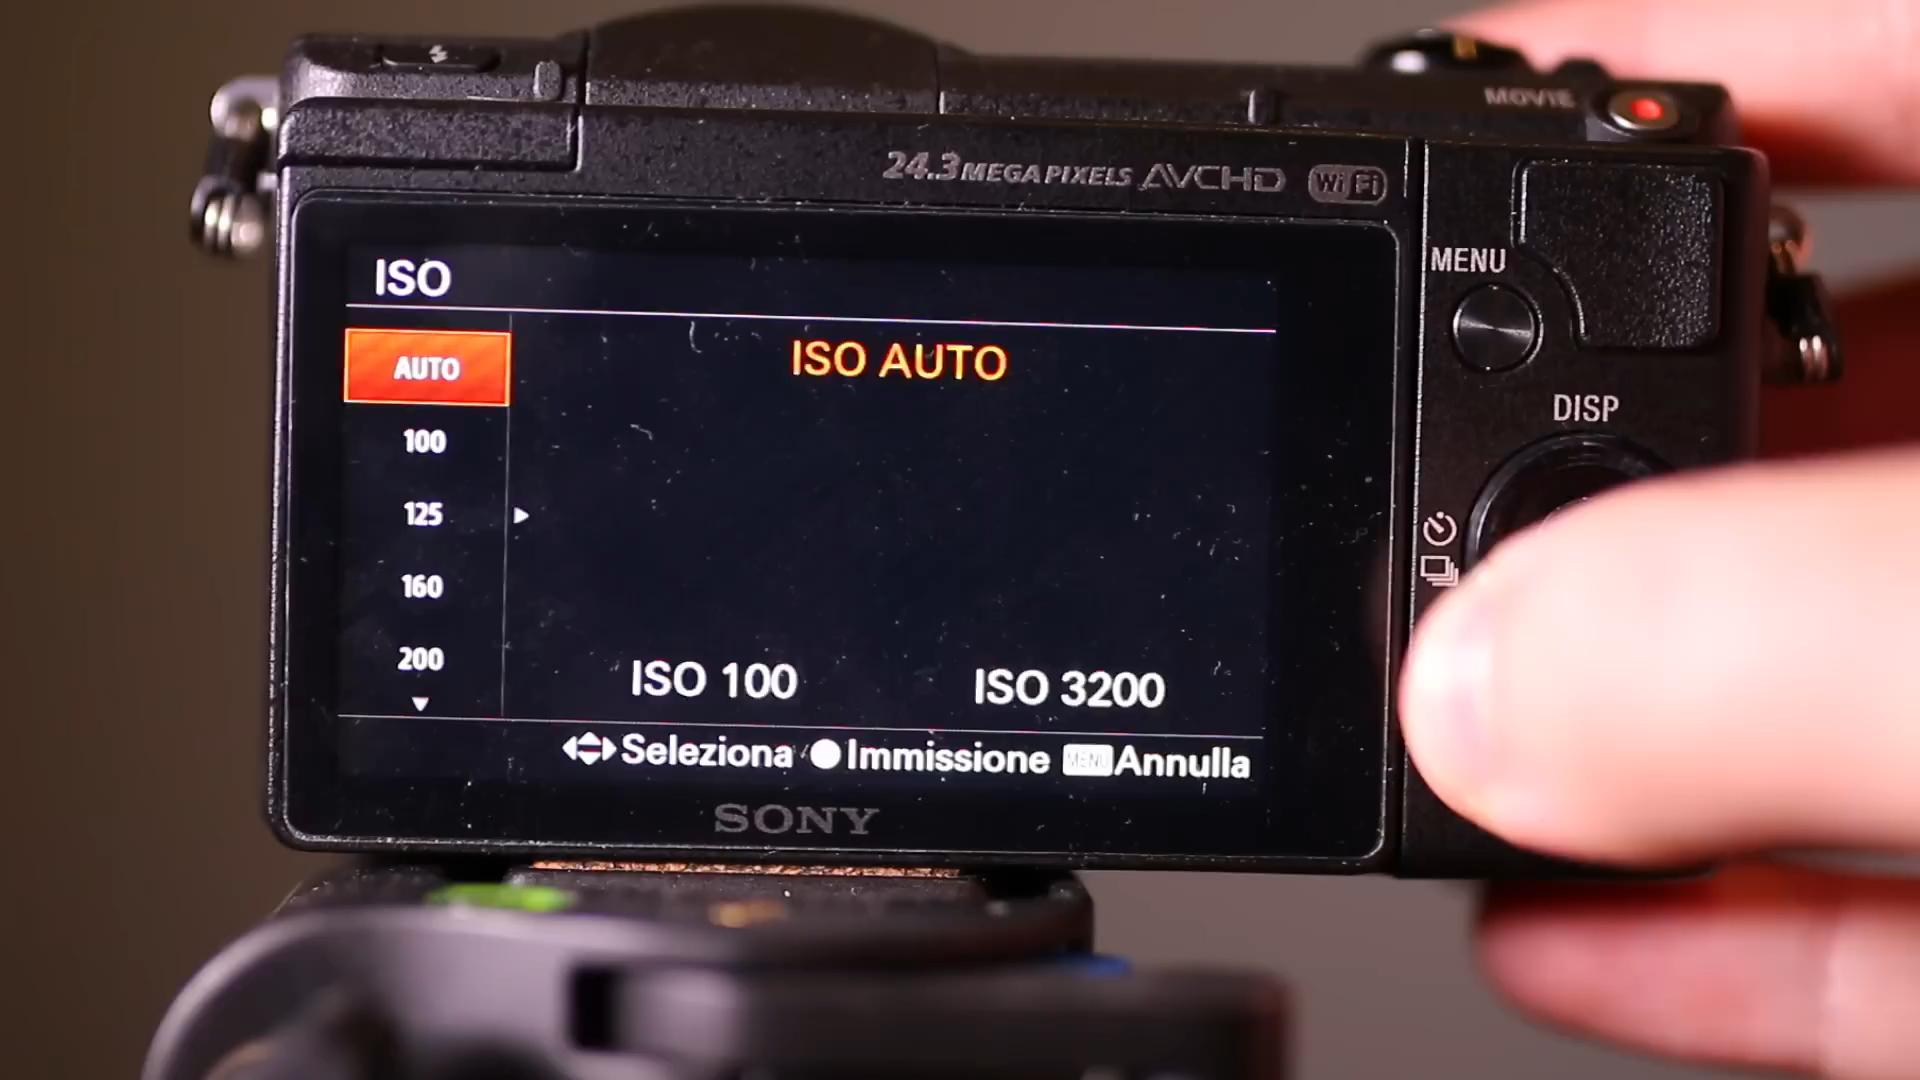 MOVIE
24.3 MEGA PIXELS AVCHD Wi Fi
MENU
DISP
ISO
AUTO
ISO AUTO
100
125
160
200
ISO 100 ISO 3200
Seleziona Immissione MENU Annulla
SONY